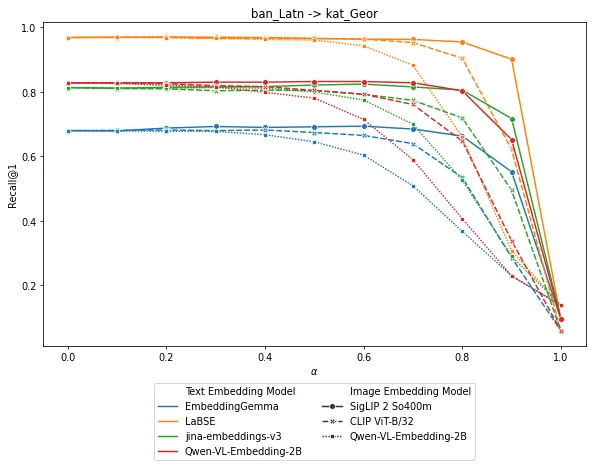 ban_Latn -> kat_Geor
Recall@1
1.0
0.8
0.6
0.4
0.2
0.0 0.2 0.4 0.6 0.8 1.0
α
Text Embedding Model Image Embedding Model
EmbeddingGemma SigLIP 2 So400m
LaBSE CLIP ViT-B/32
jina-embeddings-v3 Qwen-VL-Embedding-2B
Qwen-VL-Embedding-2B